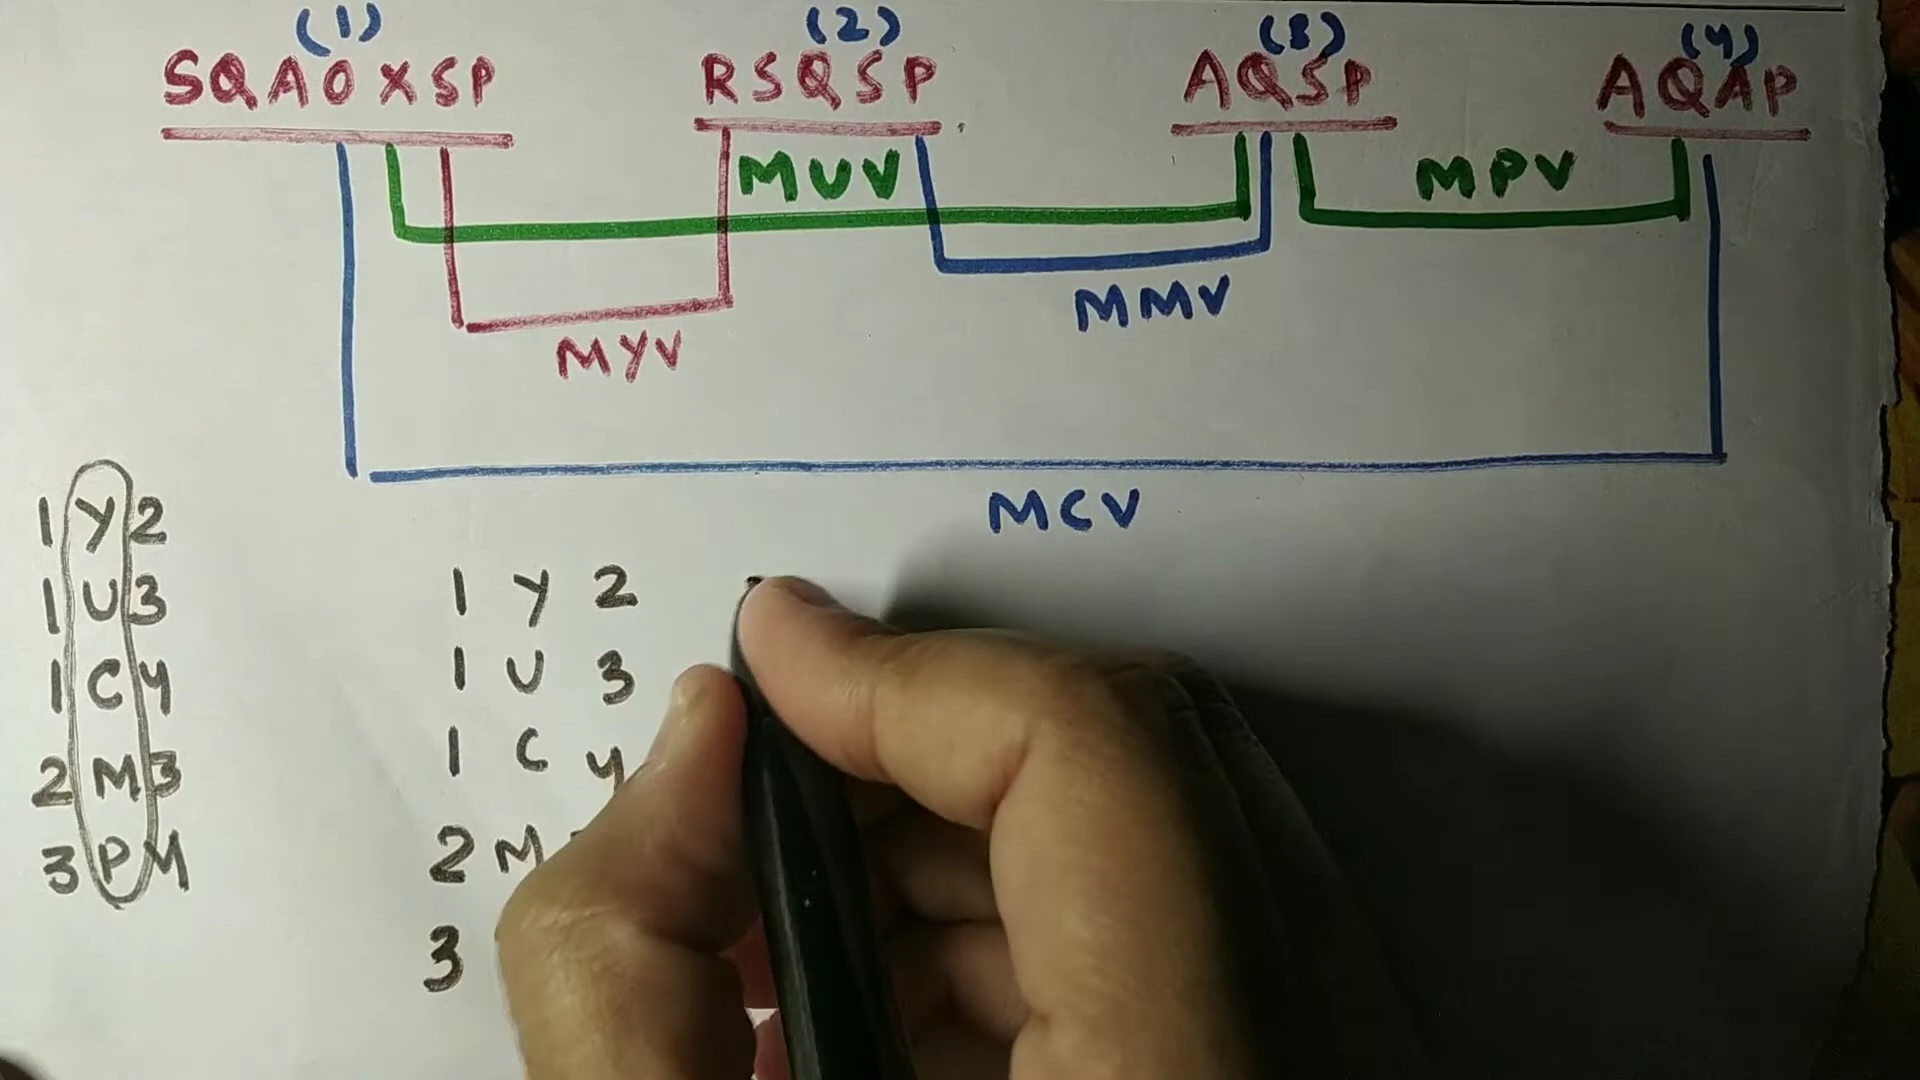 (1) (2) (3) (4)
SQAOXSP RSQSP AQSP AQAP
MUV MPV
MMV
MYV
MCV
1 Y 2
1 U 3
1 C 4
2 M 3
3 P M
1 Y 2
1 U 3
1 C 4
2 M
3